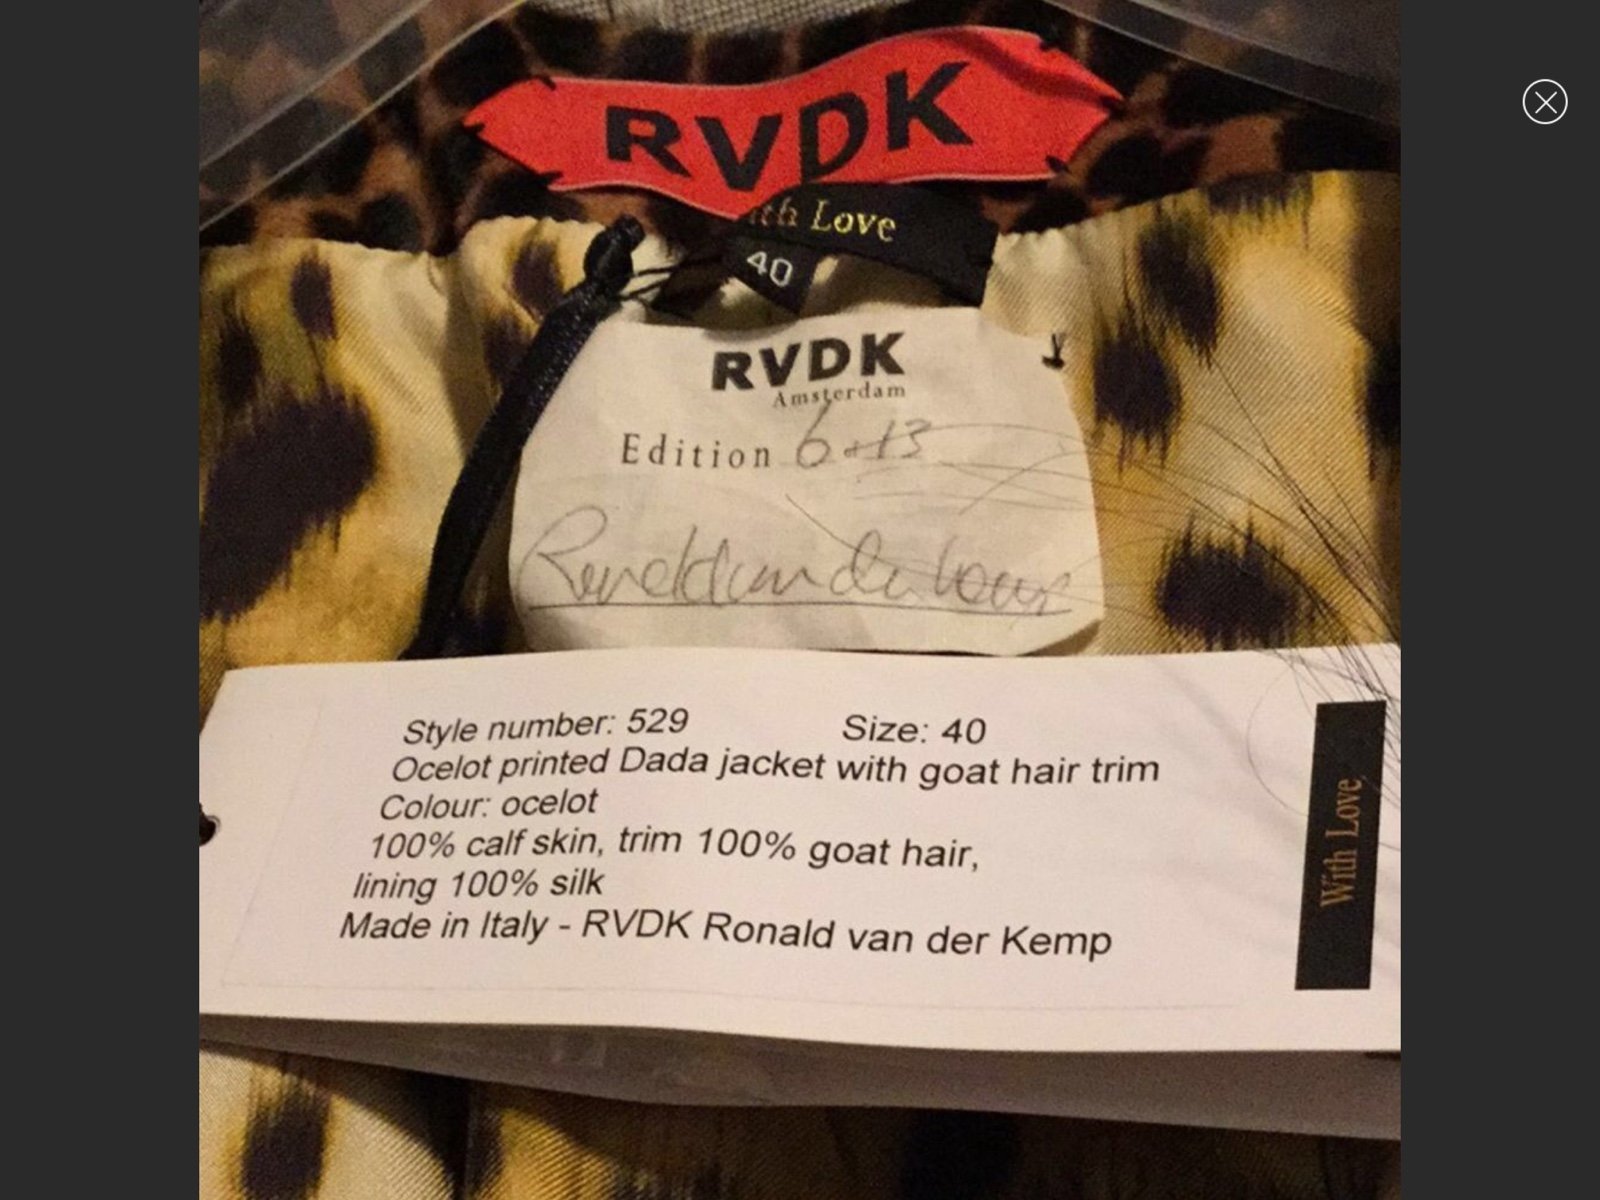 RVDK
ith Love
40
RVDK
Amsterdam
Edition 6-13
Style number: 529 Size: 40
Ocelot printed Dada jacket with goat hair trim
Colour: ocelot
100% calf skin, trim 100% goat hair,
lining 100% silk
Made in Italy - RVDK Ronald van der Kemp
With Love